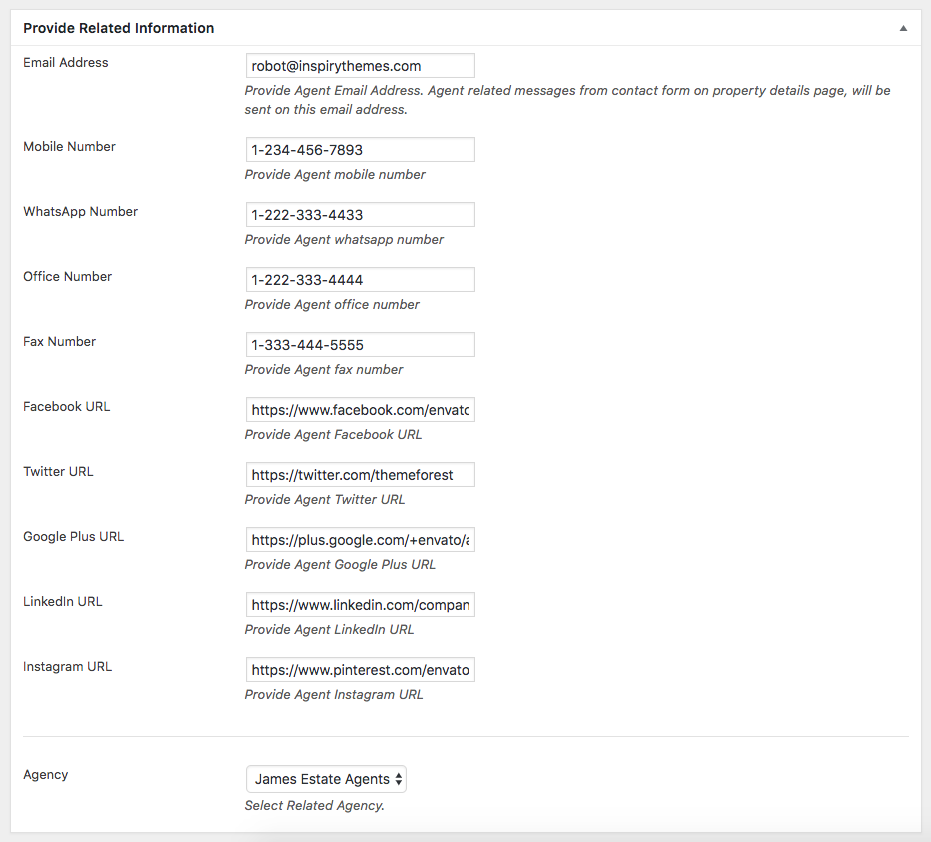 Provide Related Information
Email Address
robot@inspirythemes.com
Provide Agent Email Address. Agent related messages from contact form on property details page, will be
sent on this email address.
Mobile Number
1-234-456-7893
Provide Agent mobile number
WhatsApp Number
1-222-333-4433
Provide Agent whatsapp number
Office Number
1-222-333-4444
Provide Agent office number
Fax Number
1-333-444-5555
Provide Agent fax number
Facebook URL
https://www.facebook.com/envato
Provide Agent Facebook URL
Twitter URL
https://twitter.com/themeforest
Provide Agent Twitter URL
Google Plus URL
https://plus.google.com/+envato/a
Provide Agent Google Plus URL
LinkedIn URL
https://www.linkedin.com/compan
Provide Agent LinkedIn URL
Instagram URL
https://www.pinterest.com/envato
Provide Agent Instagram URL
Agency
James Estate Agents
Select Related Agency.